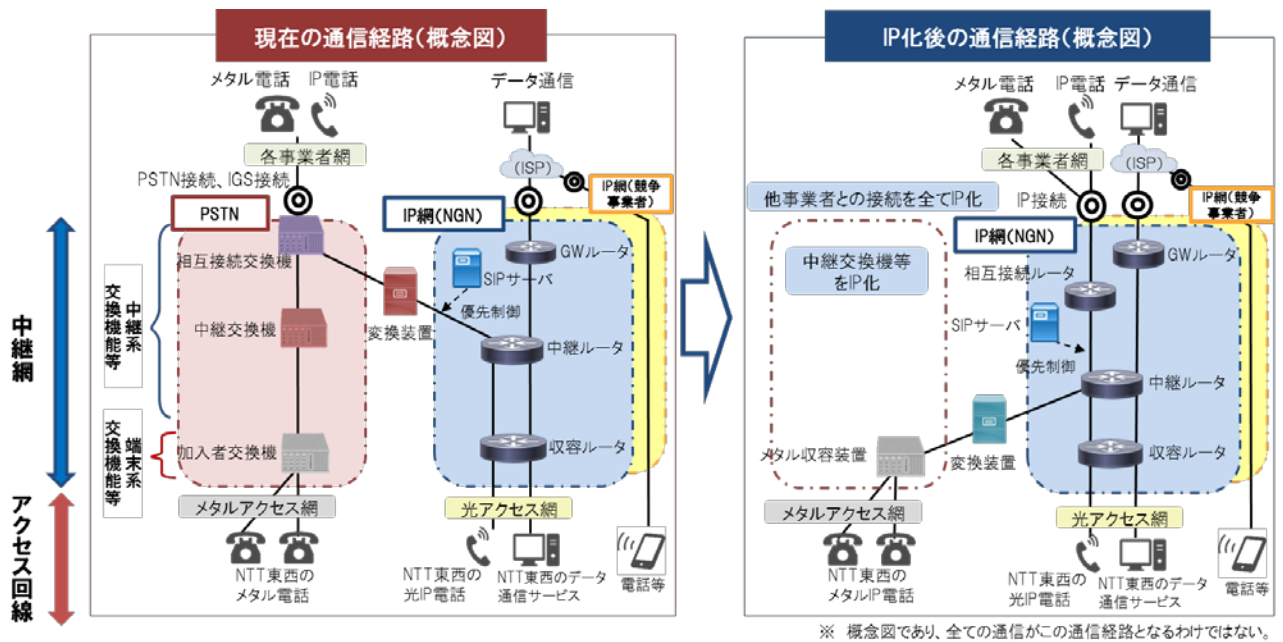 現在の通信経路(概念図)
メタル電話
IP電話
データ通信
各事業者網
(ISP)
PSTN接続、IGS接続
IP網(競争
事業者)
PSTN
IP網(NGN)
相互接続交換機
GWルータ
SIPサーバ
優先制御
中継交換機
変換装置
中継ルータ
加入者交換機
収容ルータ
メタルアクセス網
光アクセス網
NTT東西の
メタル電話
NTT東西の
光IP電話
NTT東西のデータ
通信サービス
電話等
中継網
中継系
交換機能等
端末系
交換機能等
アクセス回線
IP化後の通信経路(概念図)
メタル電話
IP電話
データ通信
各事業者網
(ISP)
他事業者との接続を全てIP化
IP接続
IP網(競争
事業者)
IP網(NGN)
中継交換機等
をIP化
相互接続ルータ
GWルータ
SIPサーバ
優先制御
中継ルータ
メタル収容装置
変換装置
収容ルータ
メタルアクセス網
光アクセス網
NTT東西の
メタルIP電話
NTT東西の
光IP電話
NTT東西のデータ
通信サービス
電話等
※ 概念図であり、全ての通信がこの通信経路となるわけではない。